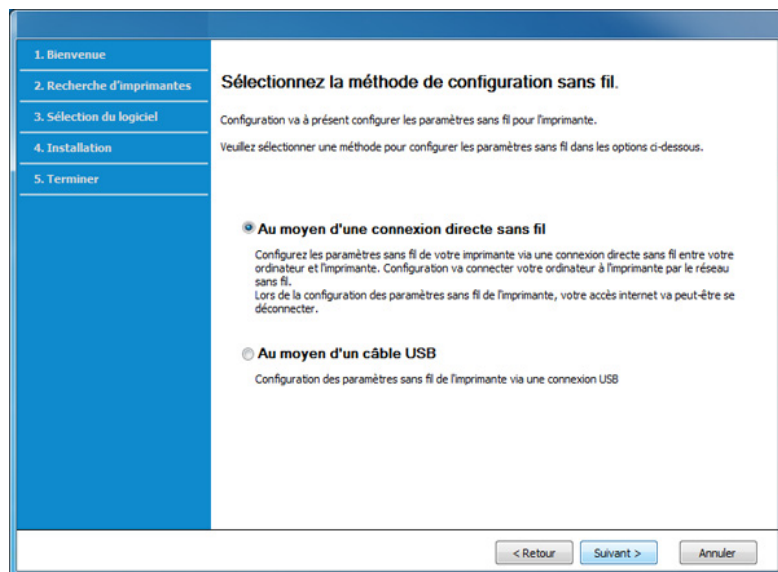 1. Bienvenue
2. Recherche d'imprimantes
3. Sélection du logiciel
4. Installation
5. Terminer
Sélectionnez la méthode de configuration sans fil.
Configuration va à présent configurer les paramètres sans fil pour l'imprimante.
Veuillez sélectionner une méthode pour configurer les paramètres sans fil dans les options ci-dessous.
Au moyen d'une connexion directe sans fil
Configurez les paramètres sans fil de votre imprimante via une connexion directe sans fil entre votre
ordinateur et l'imprimante. Configuration va connecter votre ordinateur à l'imprimante par le réseau
sans fil.
Lors de la configuration des paramètres sans fil de l'imprimante, votre accès internet va peut-être se
déconnecter.
Au moyen d'un câble USB
Configuration des paramètres sans fil de l'imprimante via une connexion USB
< Retour
Suivant >
Annuler